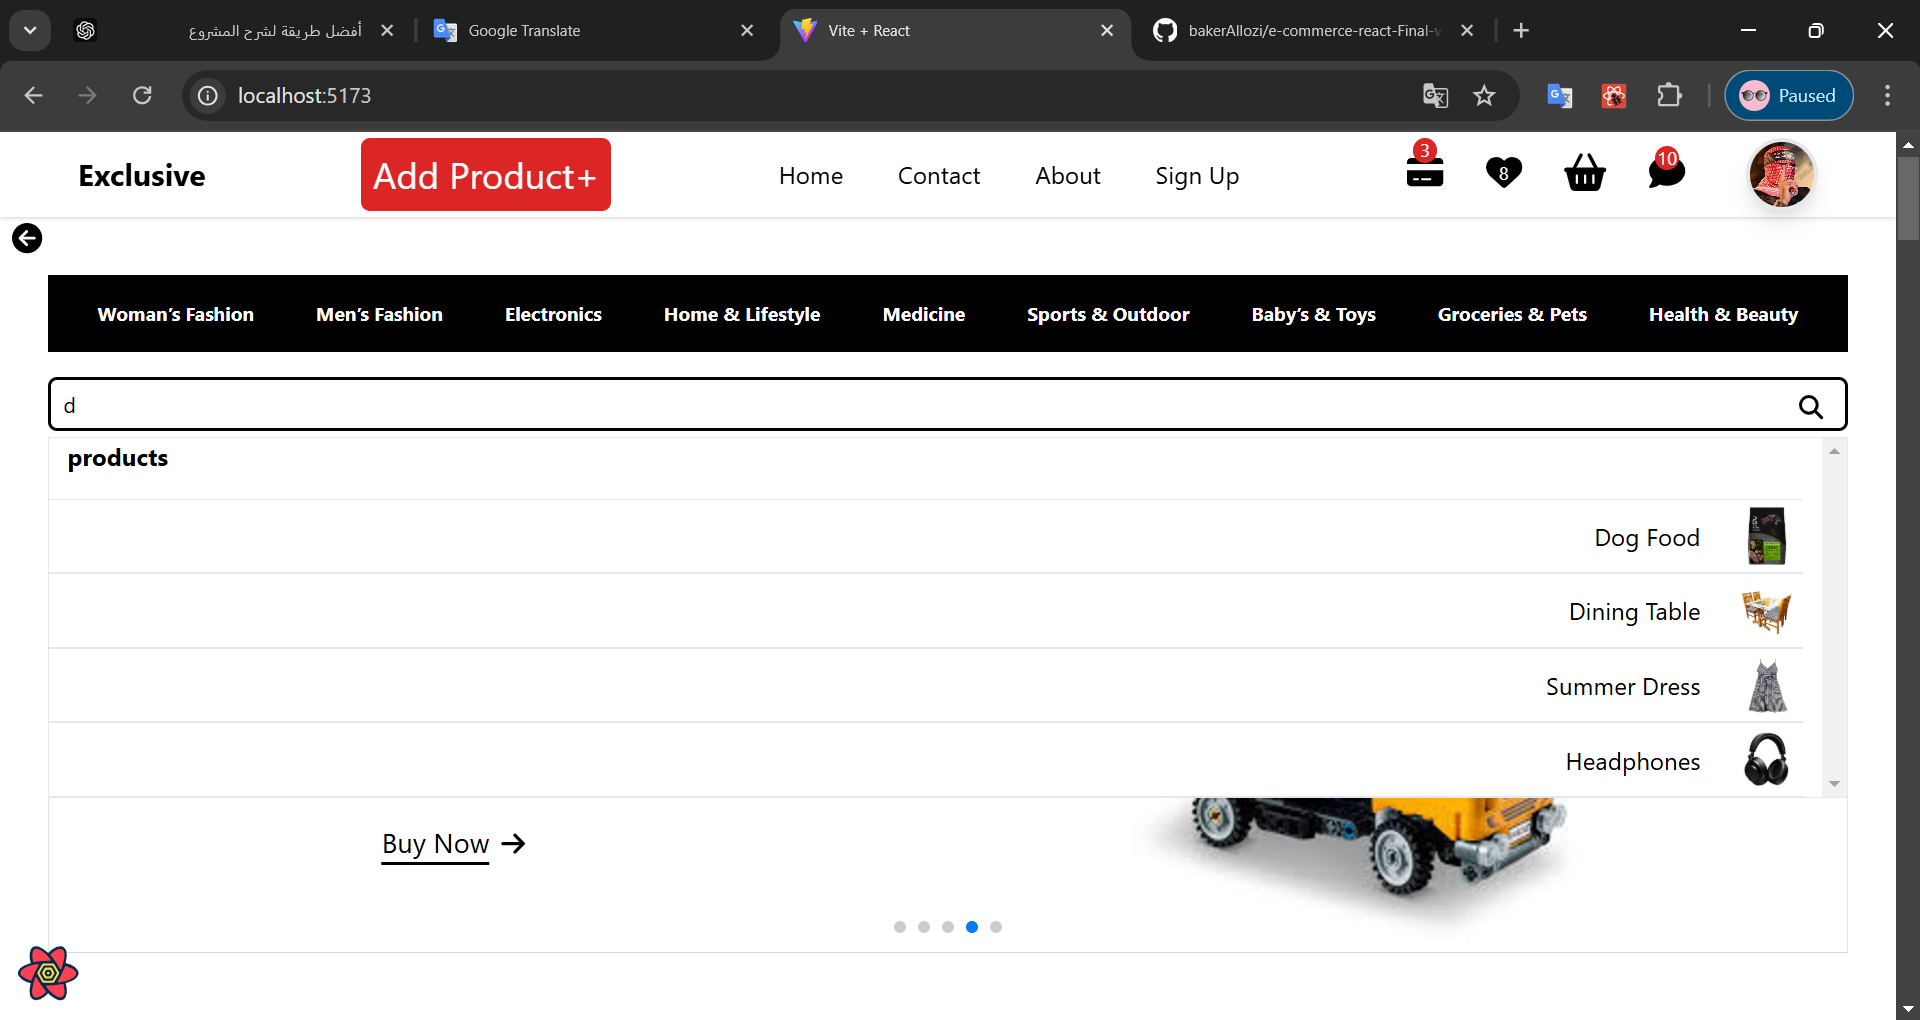 أفضل طريقة لشرح المشروع
Google Translate
Vite + React
bakerAllozi/e-commerce-react-Final-v
localhost:5173
Paused
Exclusive
Add Product+
Home
Contact
About
Sign Up
3
8
10
Woman’s Fashion
Men’s Fashion
Electronics
Home & Lifestyle
Medicine
Sports & Outdoor
Baby’s & Toys
Groceries & Pets
Health & Beauty
d
products
Dog Food
Dining Table
Summer Dress
Headphones
Buy Now